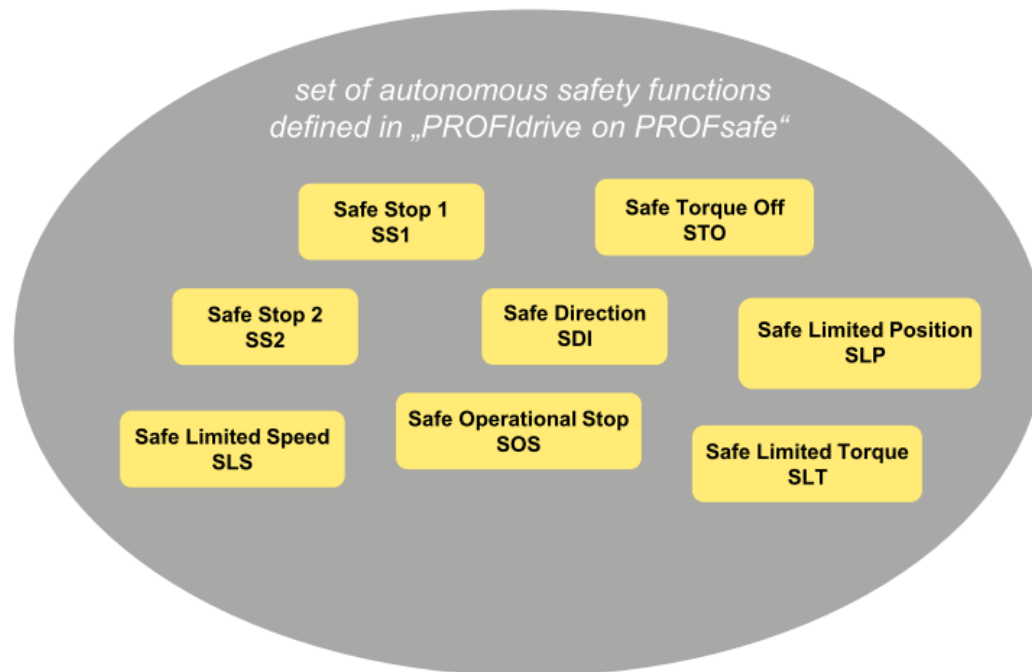 set of autonomous safety functions
defined in „PROFIdrive on PROFsafe“
Safe Stop 1
SS1
Safe Torque Off
STO
Safe Stop 2
SS2
Safe Direction
SDI
Safe Limited Position
SLP
Safe Limited Speed
SLS
Safe Operational Stop
SOS
Safe Limited Torque
SLT